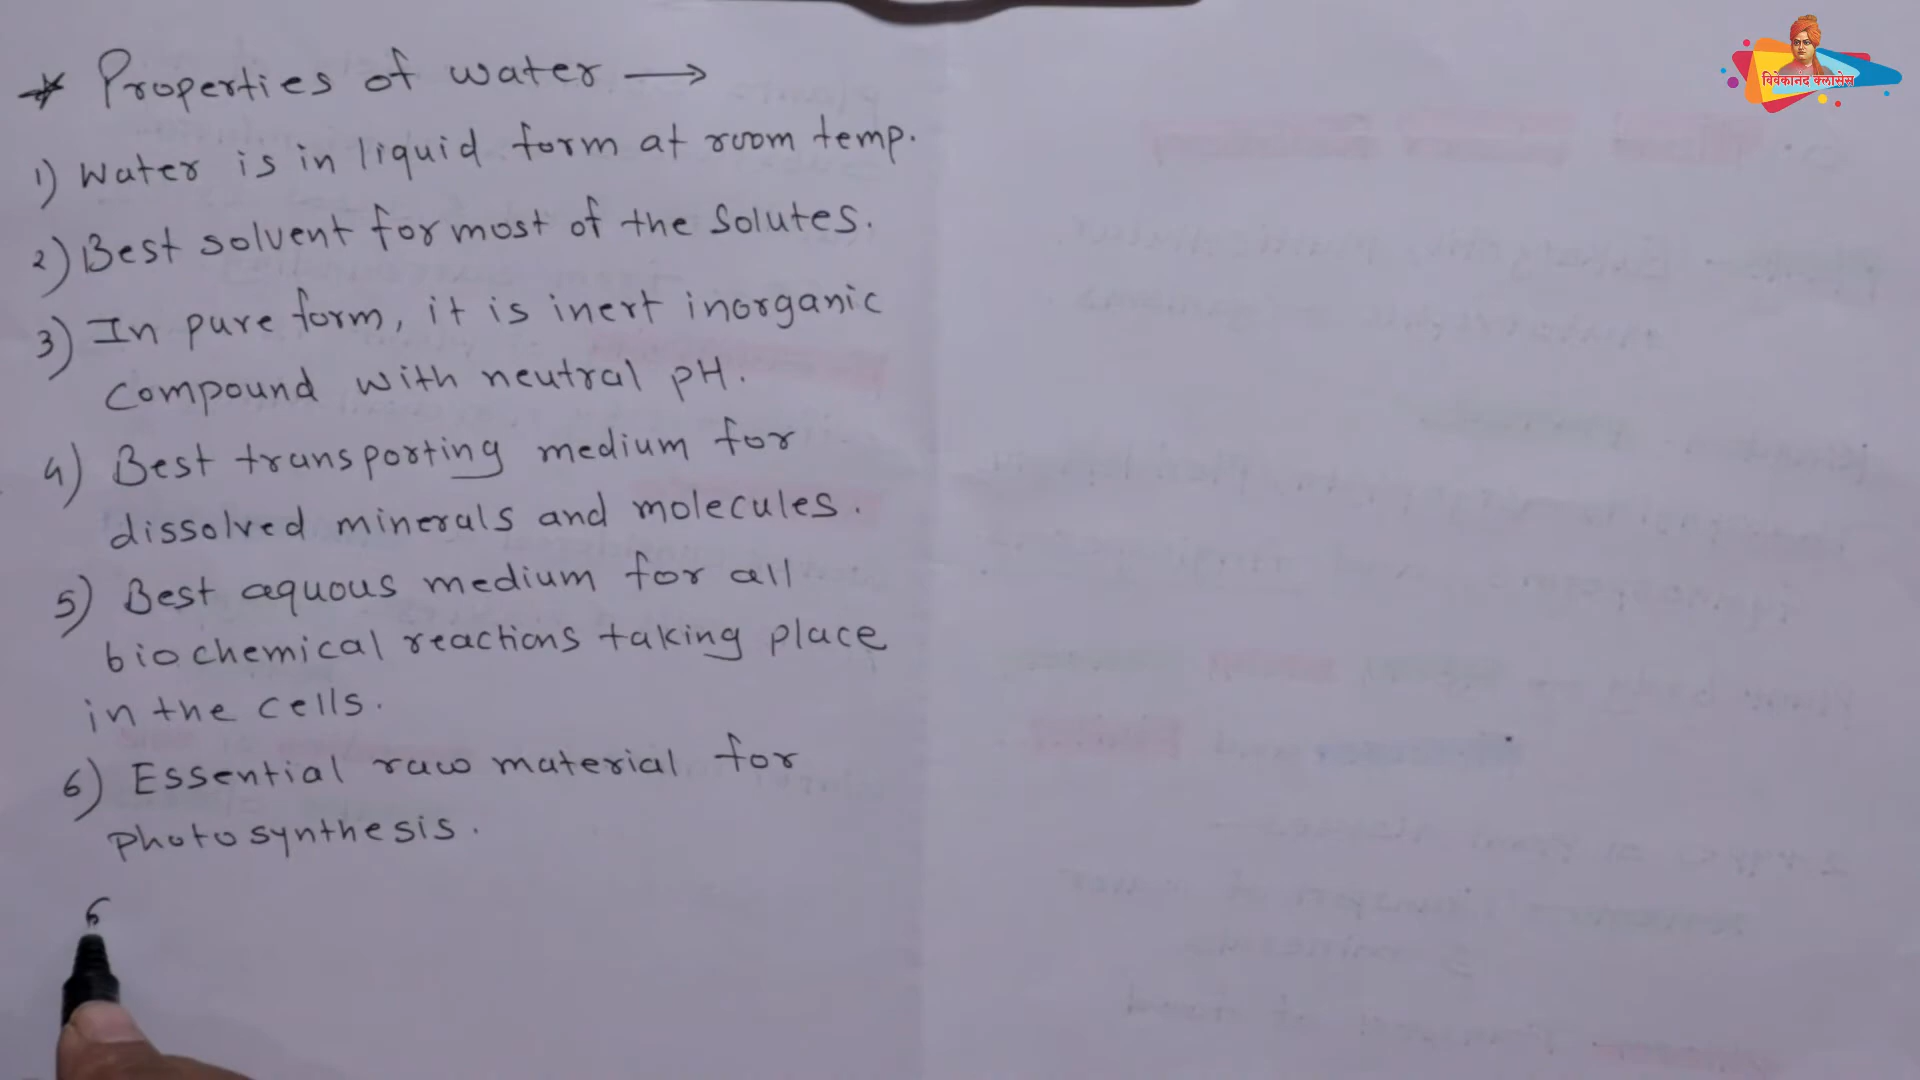 * Properties of water →
1) Water is in liquid form at room temp.
2) Best solvent for most of the solutes.
3) In pure form, it is inert inorganic
compound with neutral pH.
4) Best transporting medium for
dissolved minerals and molecules.
5) Best aquous medium for all
biochemical reactions taking place
in the cells.
6) Essential raw material for
photosynthesis.
6
विवेकानंद क्लासेस